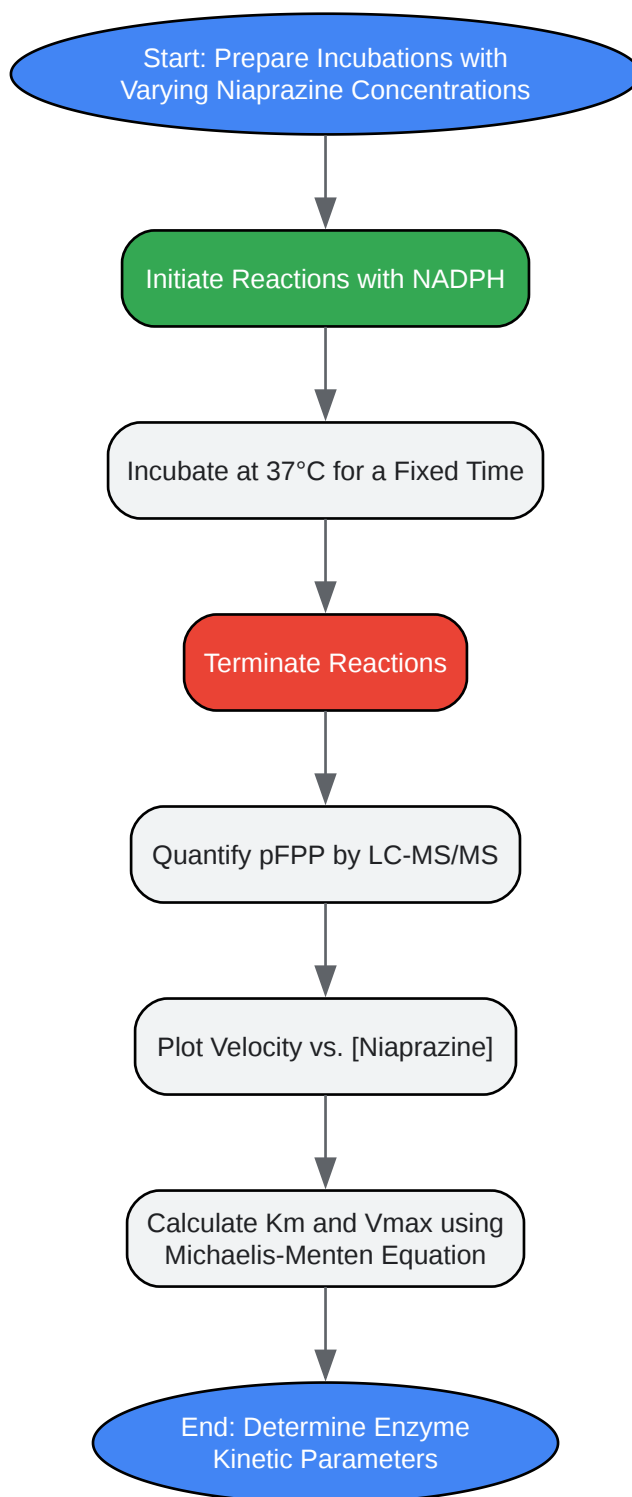 Start: Prepare Incubations with
Varying Niaprazine Concentrations
Initiate Reactions with NADPH
Incubate at 37°C for a Fixed Time
Terminate Reactions
Quantify pFPP by LC-MS/MS
Plot Velocity vs. [Niaprazine]
Calculate Km and Vmax using
Michaelis-Menten Equation
End: Determine Enzyme
Kinetic Parameters